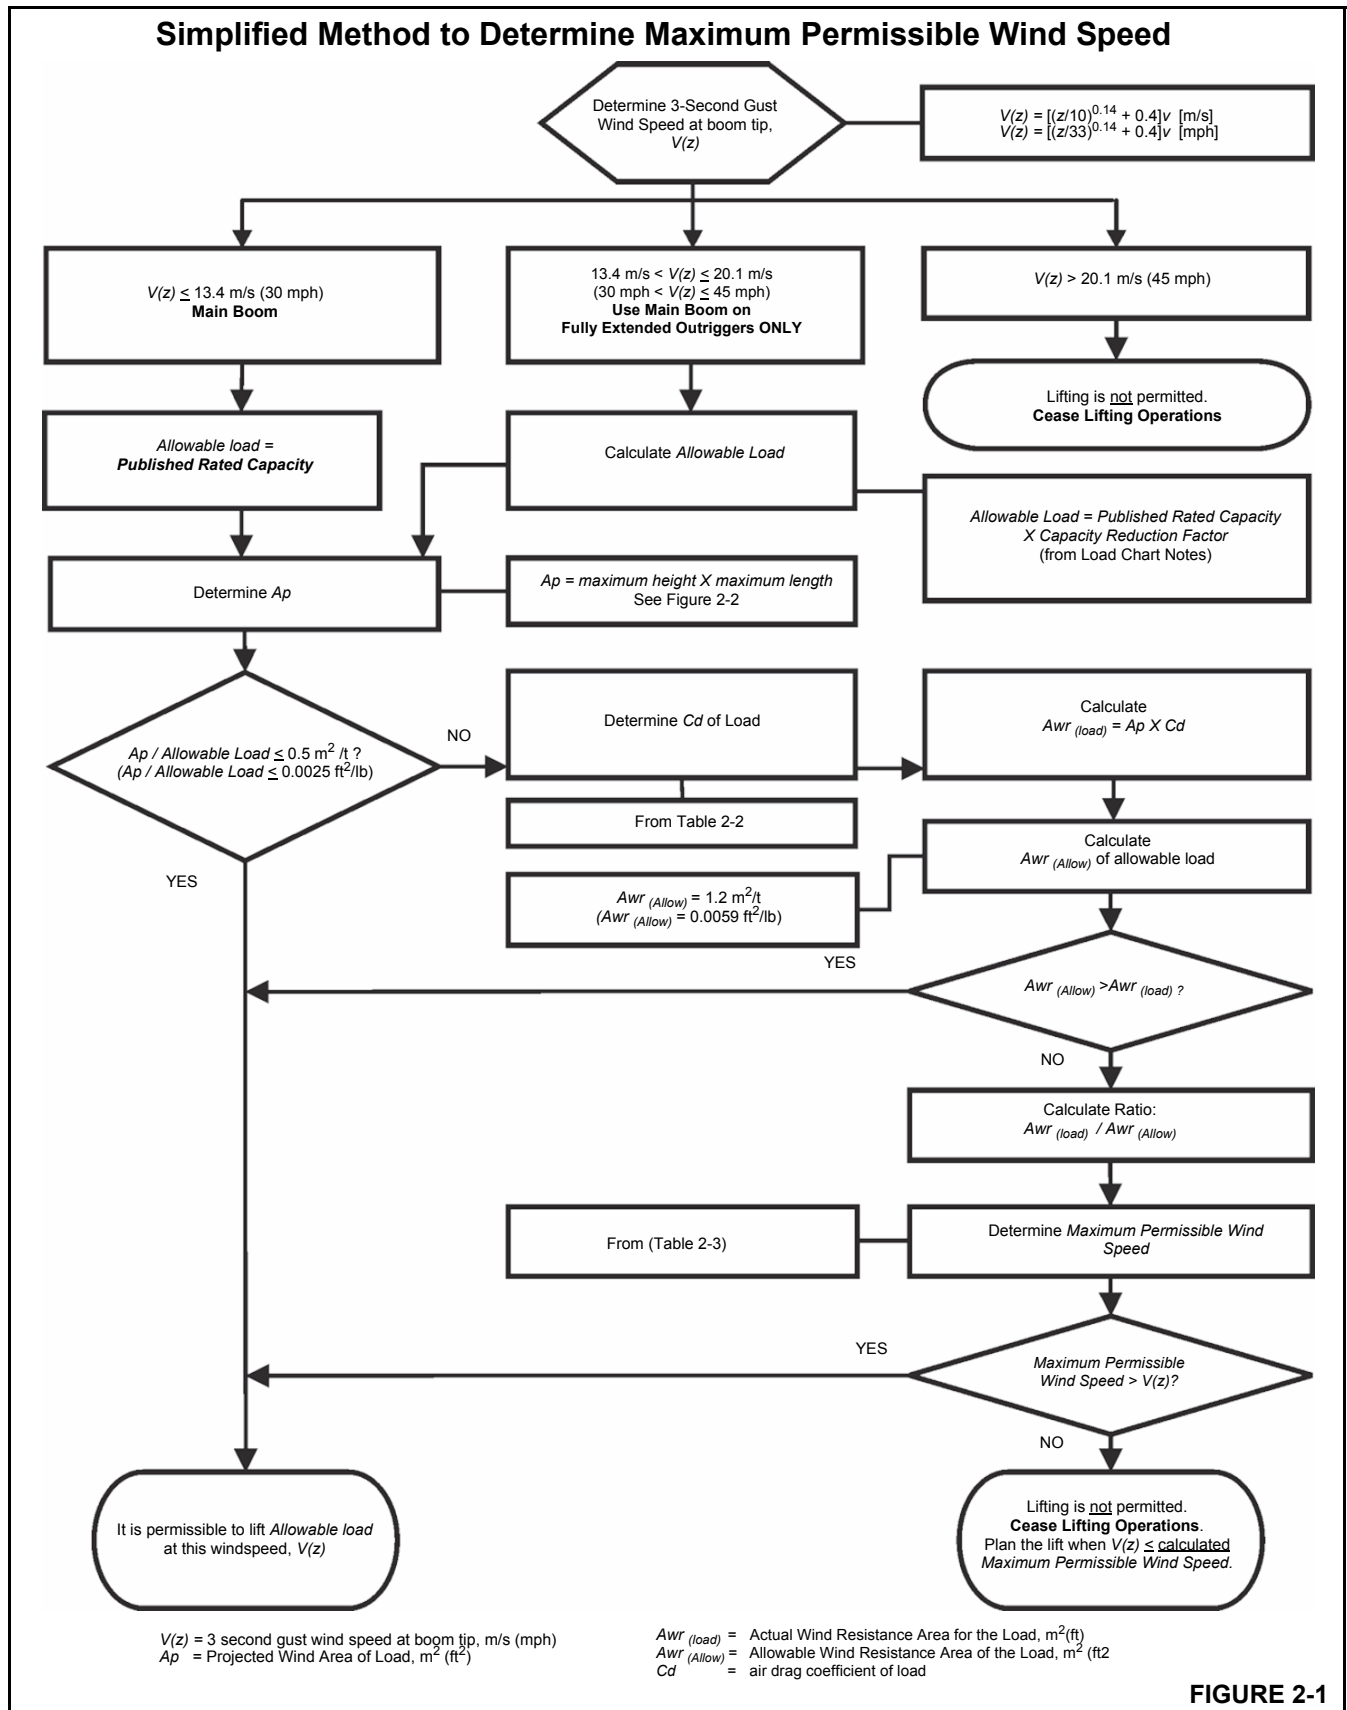 Simplified Method to Determine Maximum Permissible Wind Speed
Determine 3-Second Gust
Wind Speed at boom tip,
V(z)
V(z) = [(z/10)^0.14 + 0.4]v [m/s]
V(z) = [(z/33)^0.14 + 0.4]v [mph]
V(z) ≤ 13.4 m/s (30 mph)
Main Boom
13.4 m/s < V(z) ≤ 20.1 m/s
(30 mph < V(z) ≤ 45 mph)
Use Main Boom on
Fully Extended Outriggers ONLY
V(z) > 20.1 m/s (45 mph)
Lifting is not permitted.
Cease Lifting Operations
Allowable load =
Published Rated Capacity
Calculate Allowable Load
Allowable Load = Published Rated Capacity
X Capacity Reduction Factor
(from Load Chart Notes)
Determine Ap
Ap = maximum height X maximum length
See Figure 2-2
Ap / Allowable Load ≤ 0.5 m² /t ?
(Ap / Allowable Load ≤ 0.0025 ft²/lb)
NO
Determine Cd of Load
Calculate
Awr (load) = Ap X Cd
From Table 2-2
Calculate
Awr (Allow) of allowable load
YES
Awr (Allow) = 1.2 m²/t
(Awr (Allow) = 0.0059 ft²/lb)
YES
Awr (Allow) >Awr (load) ?
NO
Calculate Ratio:
Awr (load) / Awr (Allow)
From (Table 2-3)
Determine Maximum Permissible Wind
Speed
YES
Maximum Permissible
Wind Speed > V(z)?
NO
It is permissible to lift Allowable load
at this windspeed, V(z)
Lifting is not permitted.
Cease Lifting Operations.
Plan the lift when V(z) ≤ calculated
Maximum Permissible Wind Speed.
V(z) = 3 second gust wind speed at boom tip, m/s (mph)
Ap = Projected Wind Area of Load, m² (ft²)
Awr (load) = Actual Wind Resistance Area for the Load, m²(ft)
Awr (Allow) = Allowable Wind Resistance Area of the Load, m² (ft2
Cd = air drag coefficient of load
FIGURE 2-1